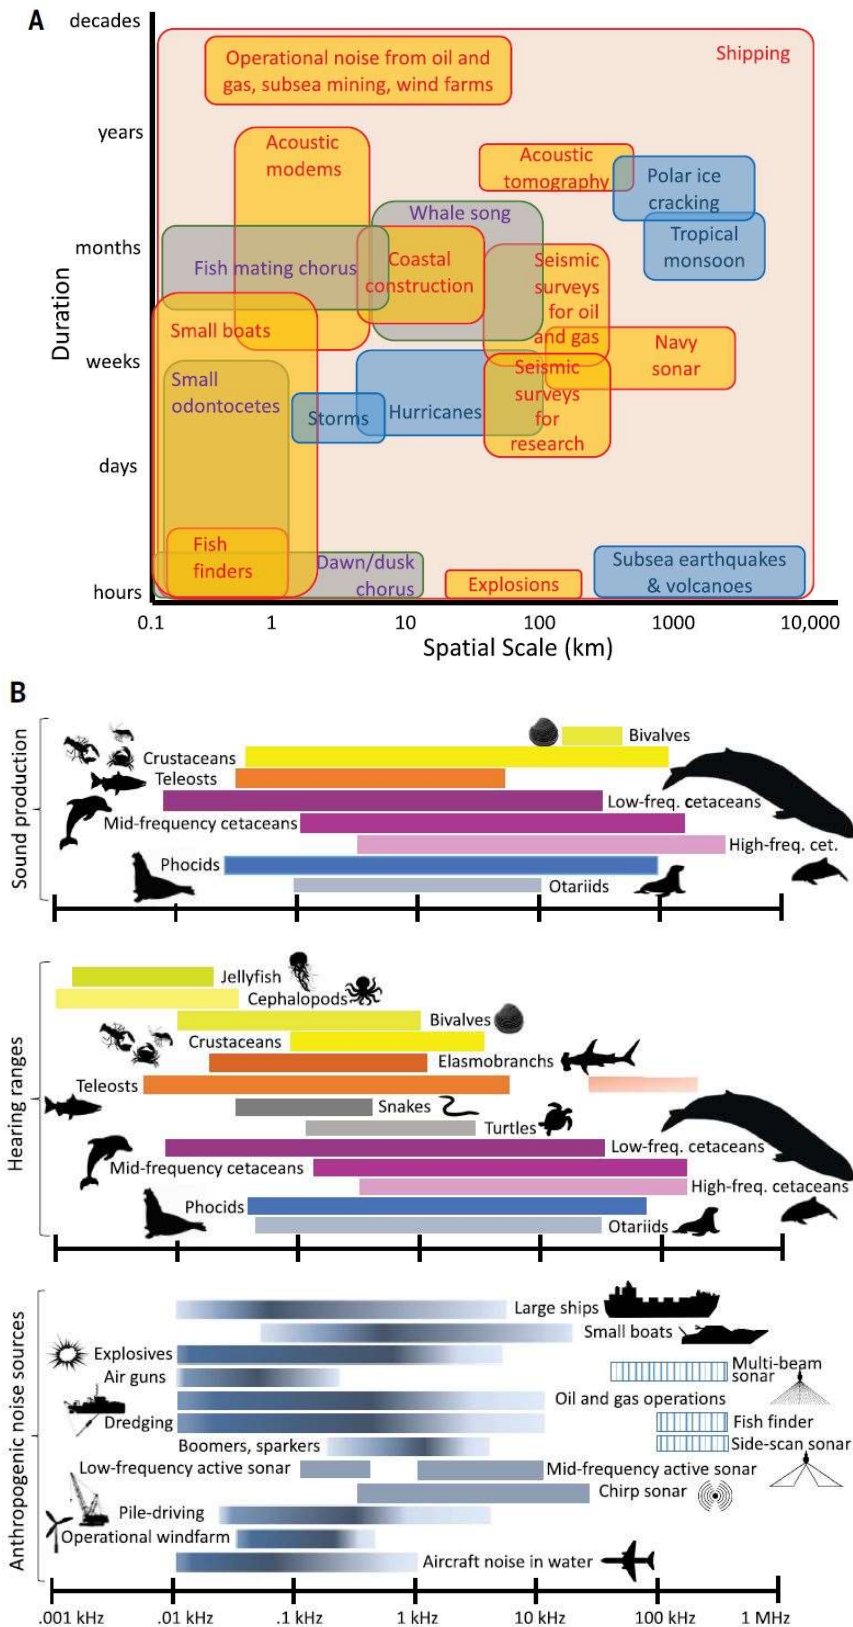 A
decades
years
months
weeks
days
hours
Duration
Shipping
Operational noise from oil and
gas, subsea mining, wind farms
Acoustic
modems
Acoustic
tomography
Polar ice
cracking
Whale song
Tropical
monsoon
Fish mating chorus
Coastal
construction
Seismic
surveys
for oil
and gas
Small boats
Navy
sonar
Small
odontocetes
Storms
Hurricanes
Seismic
surveys
for
research
Fish
finders
Dawn/dusk
chorus
Explosions
Subsea earthquakes
& volcanoes
0.1 1 10 100 1000 10,000
Spatial Scale (km)
B
Sound production
Bivalves
Crustaceans
Teleosts
Low-freq. cetaceans
Mid-frequency cetaceans
High-freq. cet.
Phocids
Otariids
Hearing ranges
Jellyfish
Cephalopods
Bivalves
Crustaceans
Elasmobranchs
Teleosts
Snakes
Turtles
Low-freq. cetaceans
Mid-frequency cetaceans
High-freq. cetaceans
Phocids
Otariids
Anthropogenic noise sources
Large ships
Small boats
Explosives
Multi-beam
sonar
Air guns
Oil and gas operations
Dredging
Fish finder
Boomers, sparkers
Side-scan sonar
Low-frequency active sonar
Mid-frequency active sonar
Chirp sonar
Pile-driving
Operational windfarm
Aircraft noise in water
.001 kHz .01 kHz .1 kHz 1 kHz 10 kHz 100 kHz 1 MHz